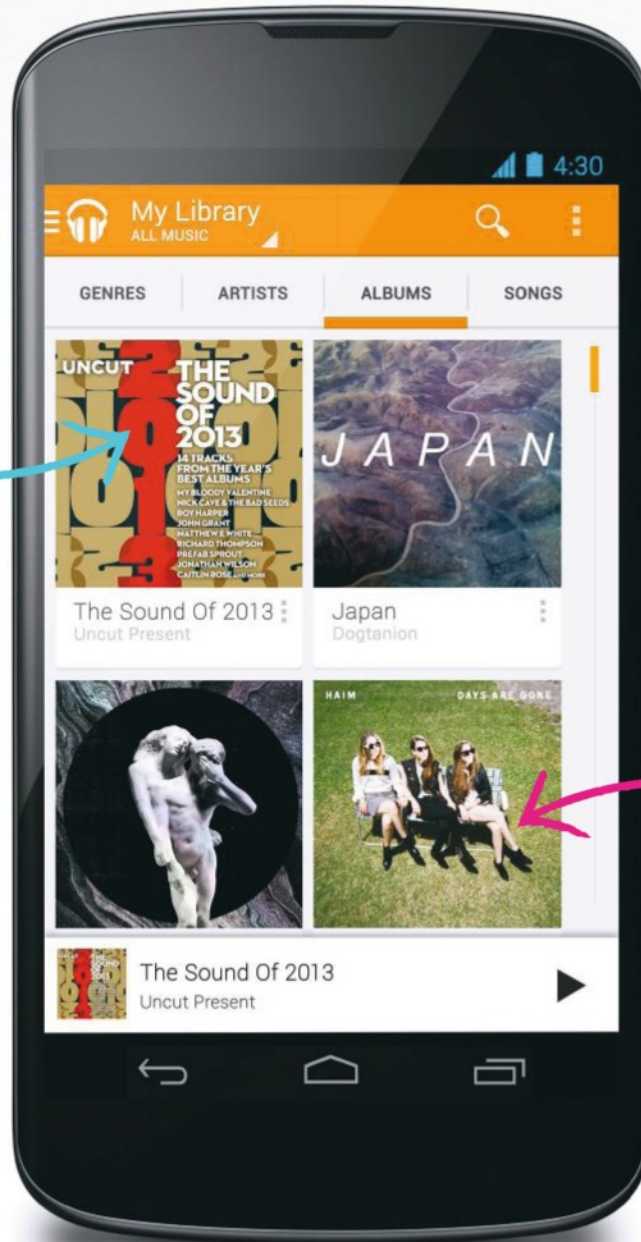 4:30
My Library
ALL MUSIC
GENRES ARTISTS ALBUMS SONGS
UNCUT
THE
SOUND
OF
2013
14 TRACKS
FROM THE YEAR'S
BEST ALBUMS
MY BLOODY VALENTINE
NICK CAVE & THE BAD SEEDS
ROY HARPER
JOHN GRANT
MATTHEW E WHITE
RICHARD THOMPSON
PREFAB SPROUT
JONATHAN WILSON
CAITLIN ROSE AND MORE
JAPAN
The Sound Of 2013
Uncut Present
Japan
Dogtanion
HAIM DAYS ARE GONE
The Sound Of 2013
Uncut Present